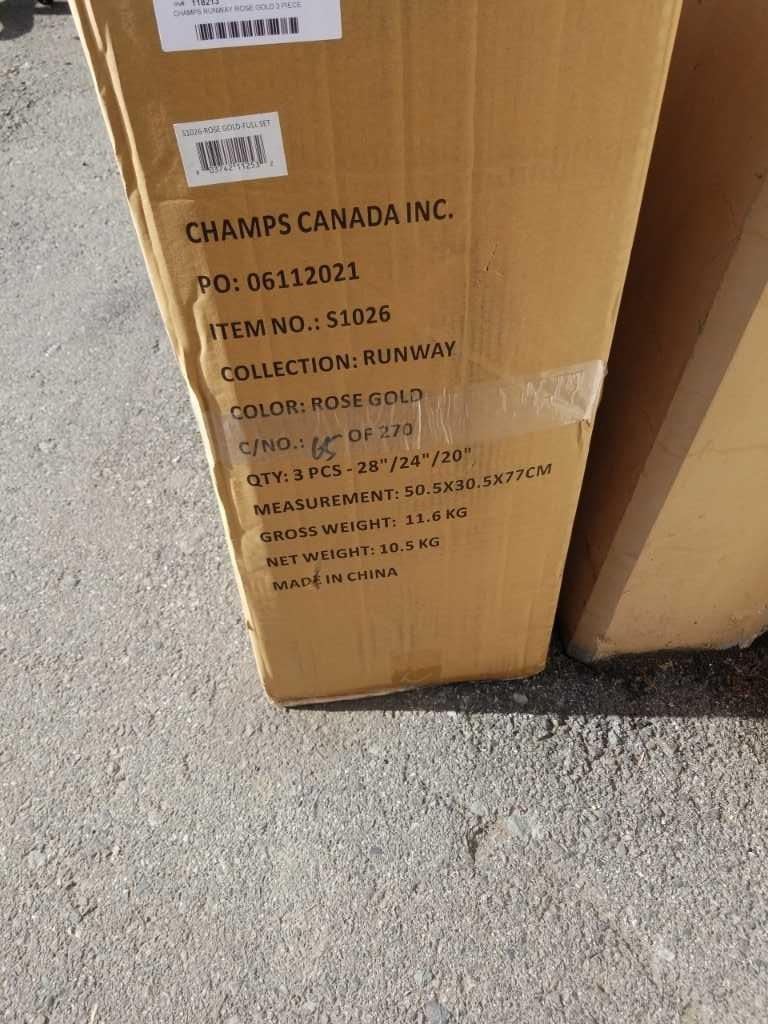 118213
CHAMPS RUNWAY ROSE GOLD 3 PIECE
S1026-ROSE GOLD-FULL SET
CHAMPS CANADA INC.
PO: 06112021
ITEM NO.: S1026
COLLECTION: RUNWAY
COLOR: ROSE GOLD
C/NO.: 65 OF 270
QTY: 3 PCS - 28"/24"/20"
MEASUREMENT: 50.5X30.5X77CM
GROSS WEIGHT: 11.6 KG
NET WEIGHT: 10.5 KG
MADE IN CHINA